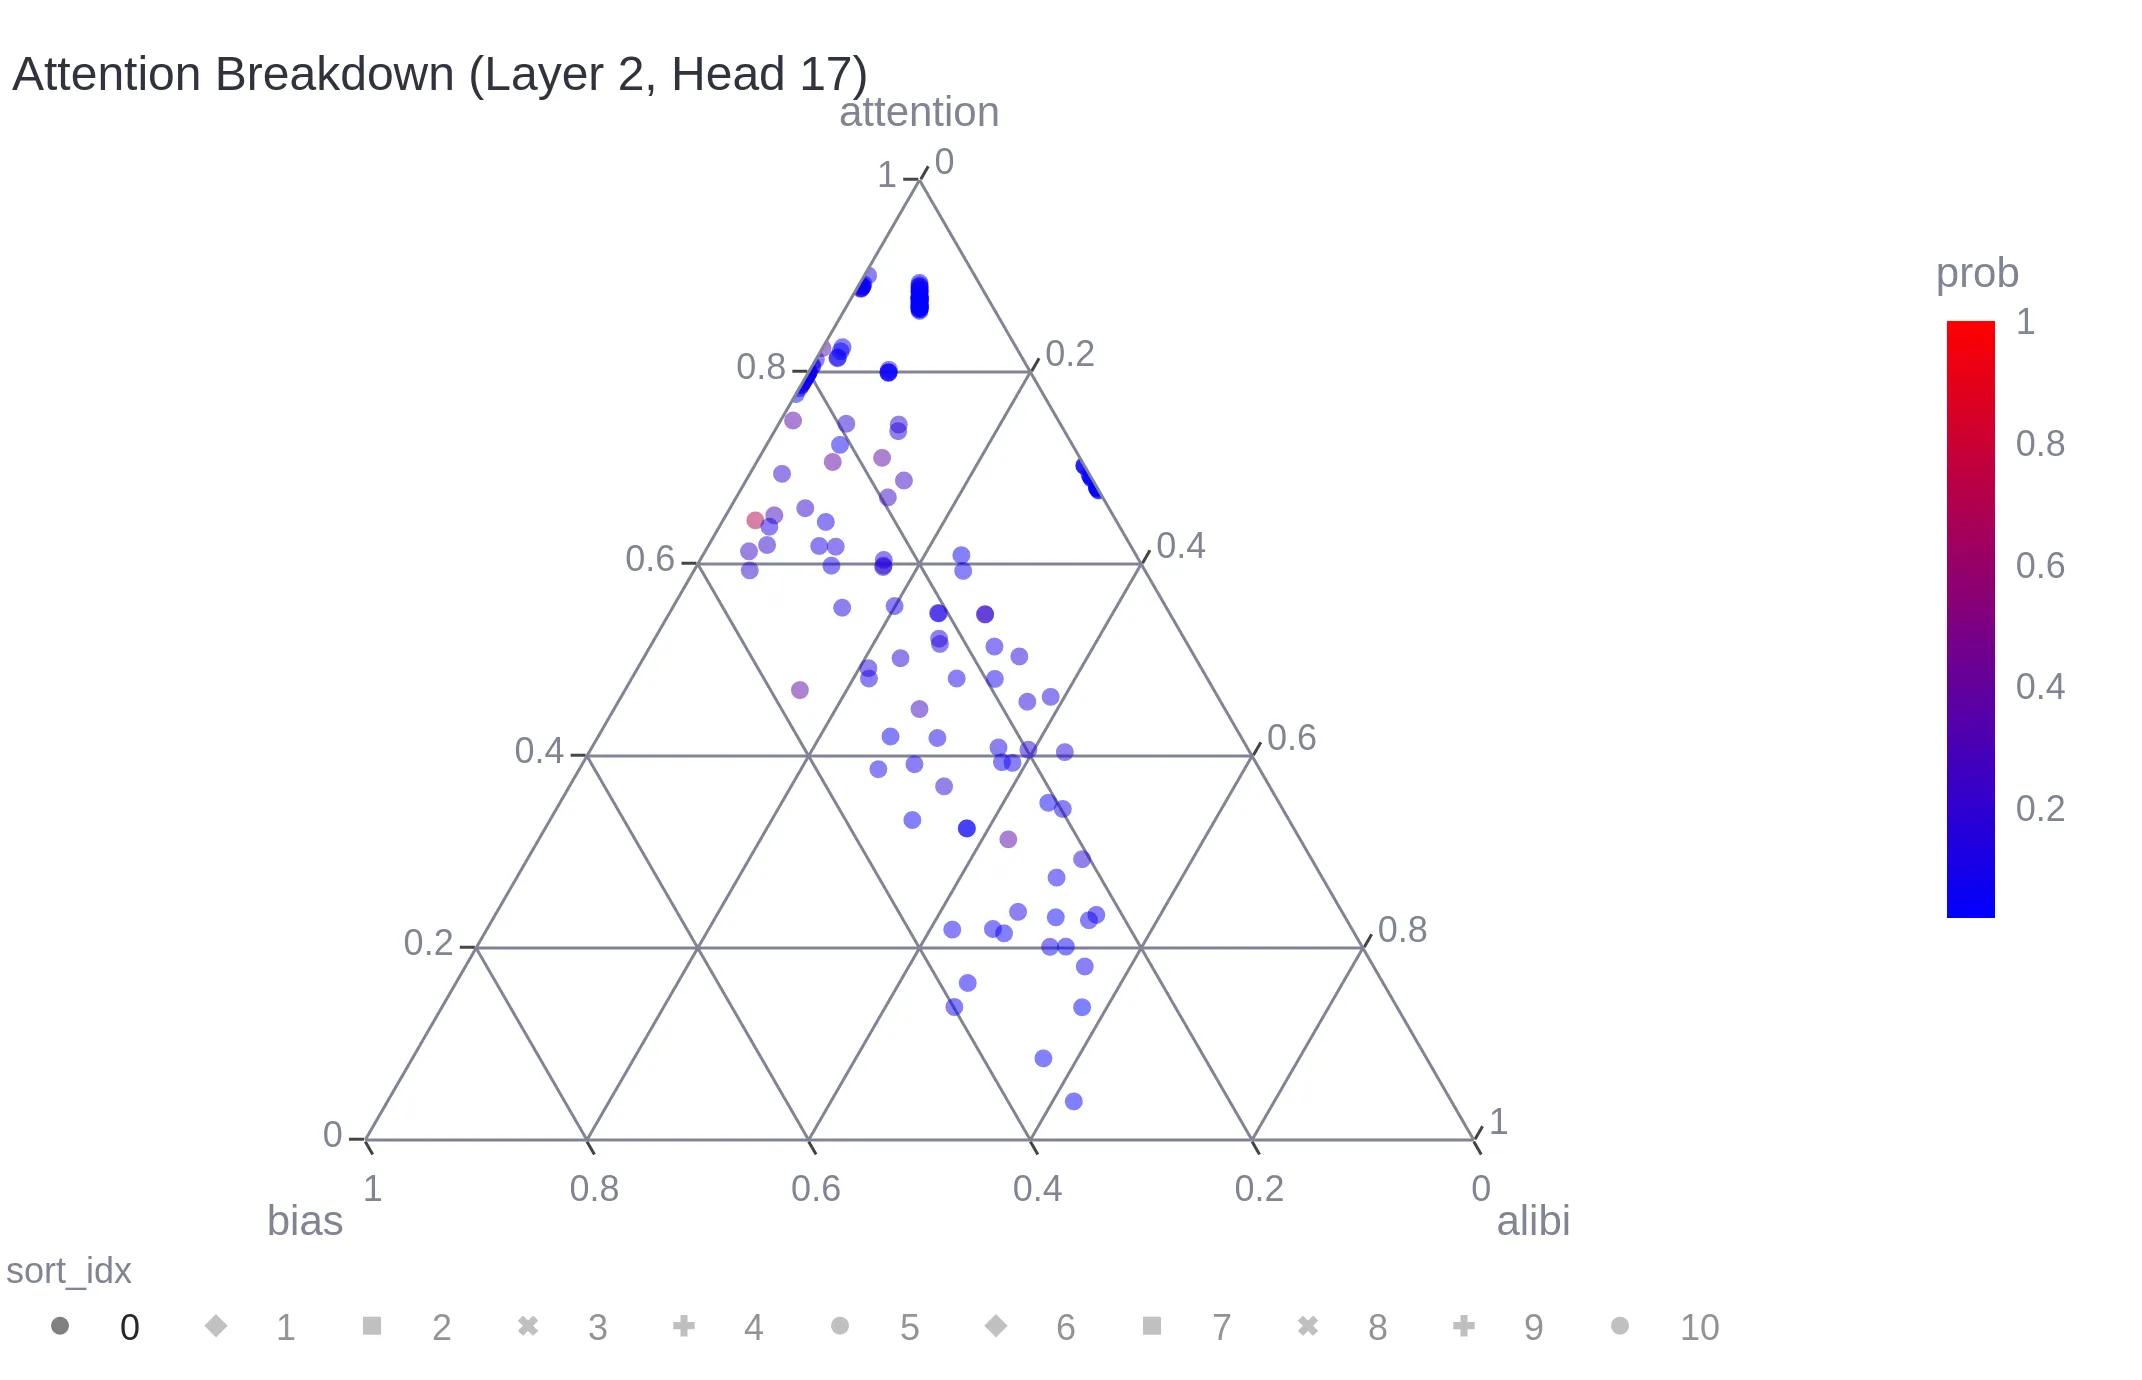 Attention Breakdown (Layer 2, Head 17)
attention
1 0
prob
1
0.8 0.2
0.8
0.6 0.4
0.6
0.4 0.6
0.4
0.2 0.8
0.2
0 1
1 0.8 0.6 0.4 0.2 0
bias alibi
sort_idx
0 1 2 3 4 5 6 7 8 9 10